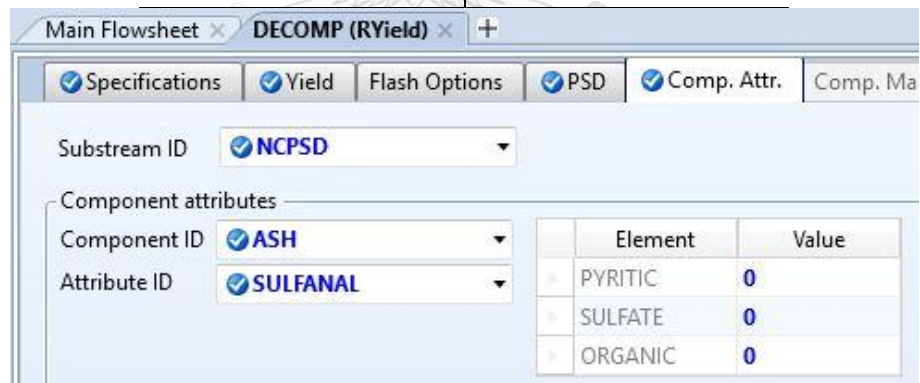 Main Flowsheet × DECOMP (RYield) × +
Specifications Yield Flash Options PSD Comp. Attr. Comp. Ma
Substream ID NCPSD
Component attributes
Component ID ASH
Attribute ID SULFANAL
Element Value
PYRITIC 0
SULFATE 0
ORGANIC 0